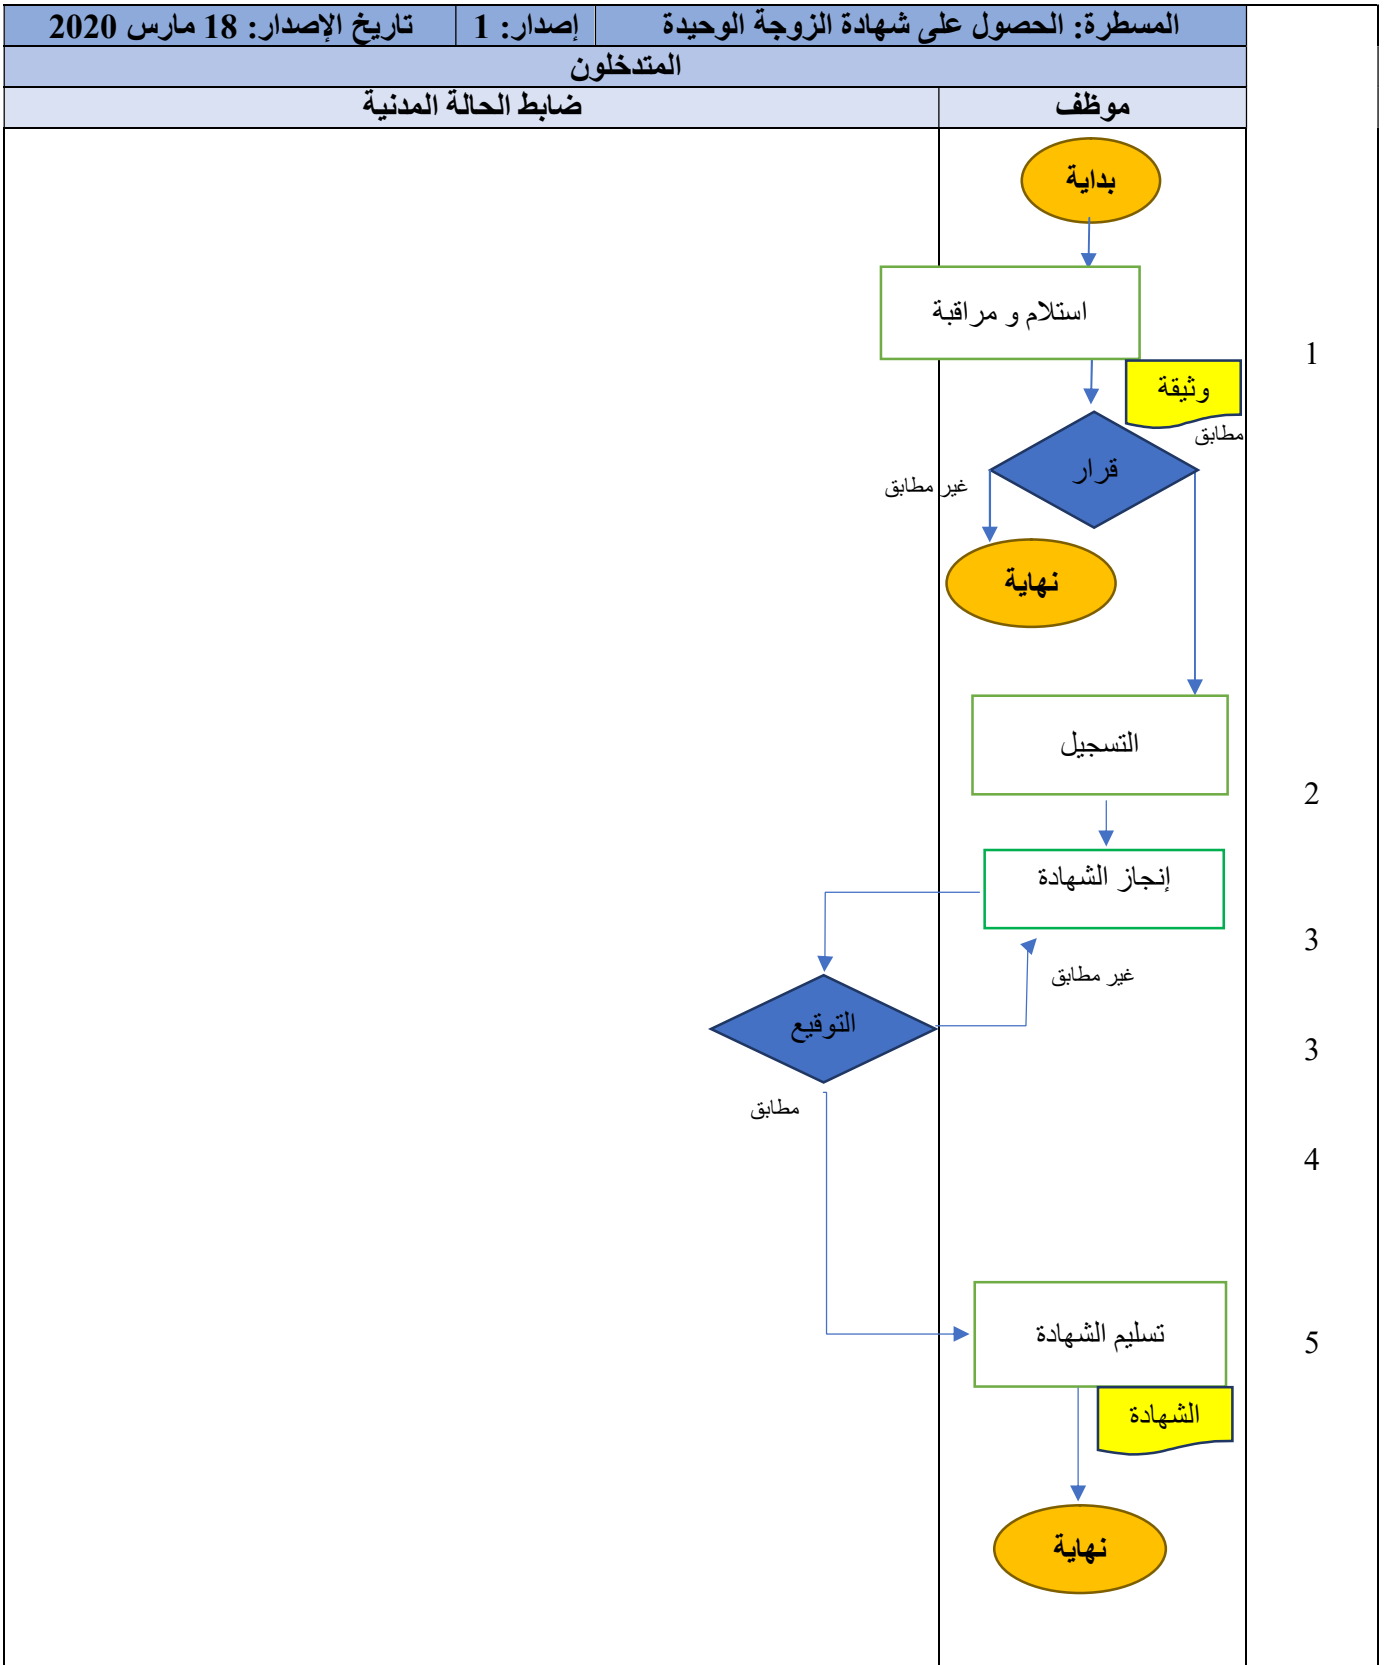 المسطرة: الحصول على شهادة الزوجة الوحيدة إصدار: 1 تاريخ الإصدار: 18 مارس 2020
المتدخلون
موظف ضابط الحالة المدنية
بداية
استلام و مراقبة
1
وثيقة
مطابق
قرار
غير مطابق
نهاية
التسجيل
2
إنجاز الشهادة
3
غير مطابق
التوقيع
3
مطابق
4
تسليم الشهادة
5
الشهادة
نهاية